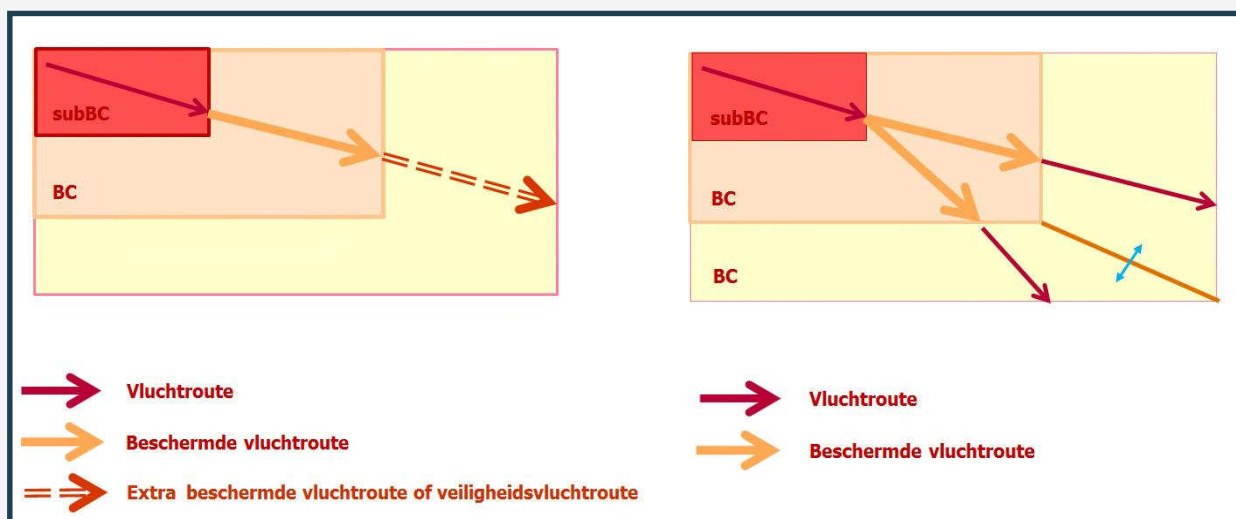 subBC
BC
Vluchtroute
Beschermde vluchtroute
Extra beschermde vluchtroute of veiligheidsvluchtroute
subBC
BC
BC
Vluchtroute
Beschermde vluchtroute